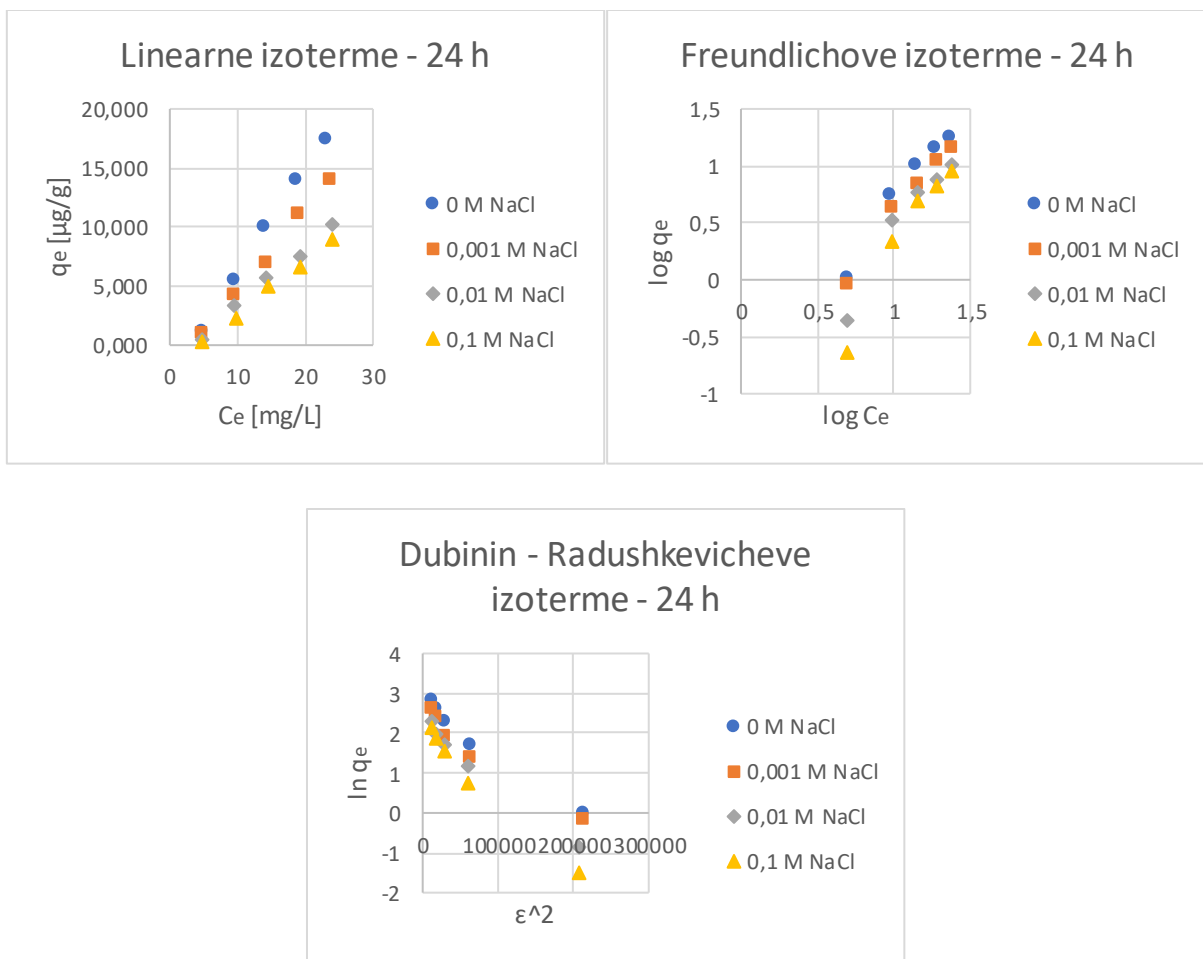 Linearne izoterme - 24 h
20,000
15,000
10,000
5,000
0,000
qe [µg/g]
0 10 20 30
Ce [mg/L]
0 M NaCl
0,001 M NaCl
0,01 M NaCl
0,1 M NaCl
Freundlichove izoterme - 24 h
1,5
1
0,5
0
-0,5
-1
log qe
0 0,5 1 1,5
log Ce
0 M NaCl
0,001 M NaCl
0,01 M NaCl
0,1 M NaCl
Dubinin - Radushkevicheve
izoterme - 24 h
4
3
2
1
0
-1
-2
ln qe
0 100000 200000 300000
ε^2
0 M NaCl
0,001 M NaCl
0,01 M NaCl
0,1 M NaCl